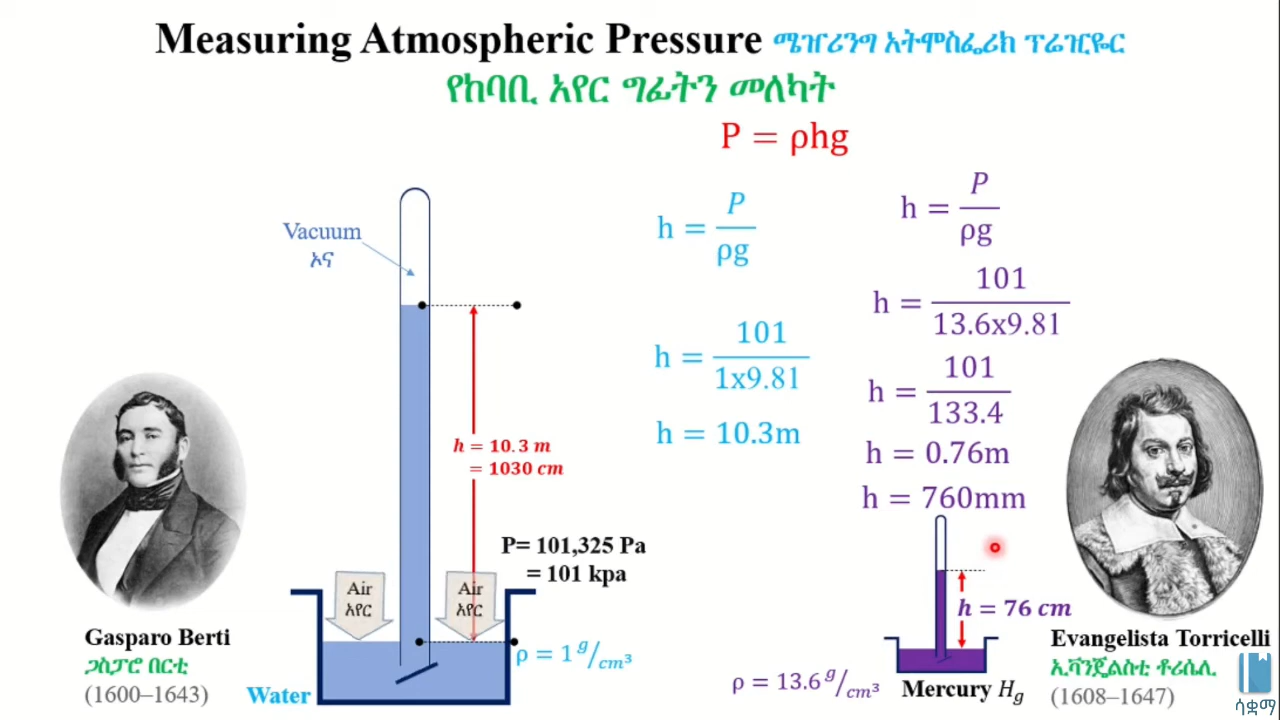 Measuring Atmospheric Pressure ሜዠሪንግ አትሞስፌሪክ ፕሬዠርዬር
የከባቢ አየር ግፊትን መለካት
P = ρhg
Vacuum
ኦና
h = P/ρg
h = 101/1x9.81
h = 10.3m
h = P/ρg
h = 101/13.6x9.81
h = 101/133.4
h = 0.76m
h = 760mm
h = 10.3 m
= 1030 cm
P= 101,325 Pa
= 101 kpa
Air
አየር
Air
አየር
ρ = 1 g/cm³
Water
h = 76 cm
ρ = 13.6 g/cm³
Mercury Hg
Gasparo Berti
ጋስፓሮ በርቲ
(1600–1643)
Evangelista Torricelli
ኢቫንጄልስቲ ቶሪሴሊ
(1608–1647)
ሳቋማ